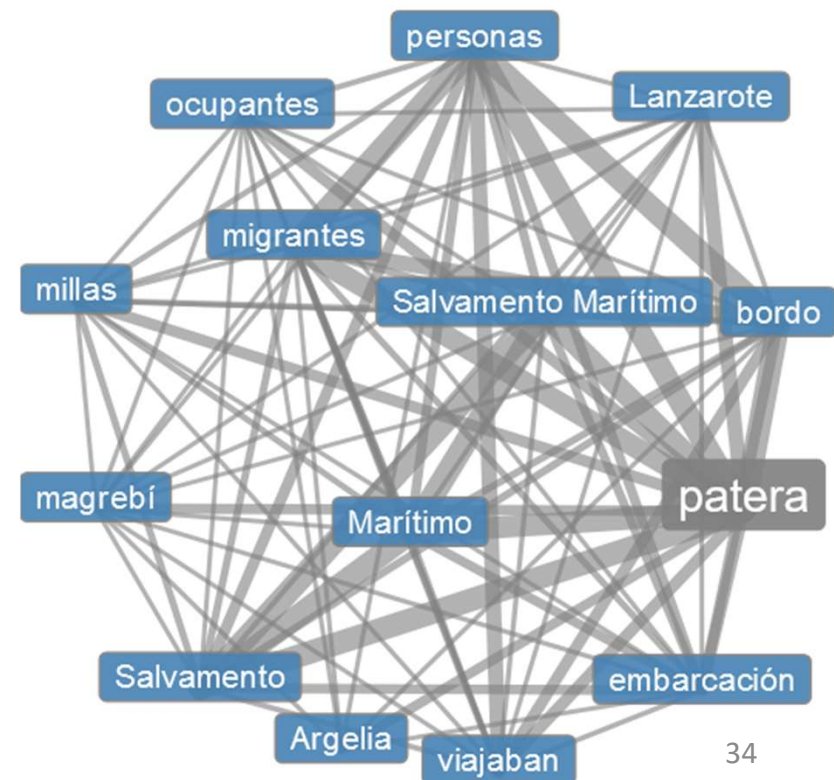 personas
Lanzarote
ocupantes
migrantes
millas
Salvamento Marítimo
bordo
patera
magrebí
Marítimo
Salvamento
embarcación
Argelia
viajaban
34